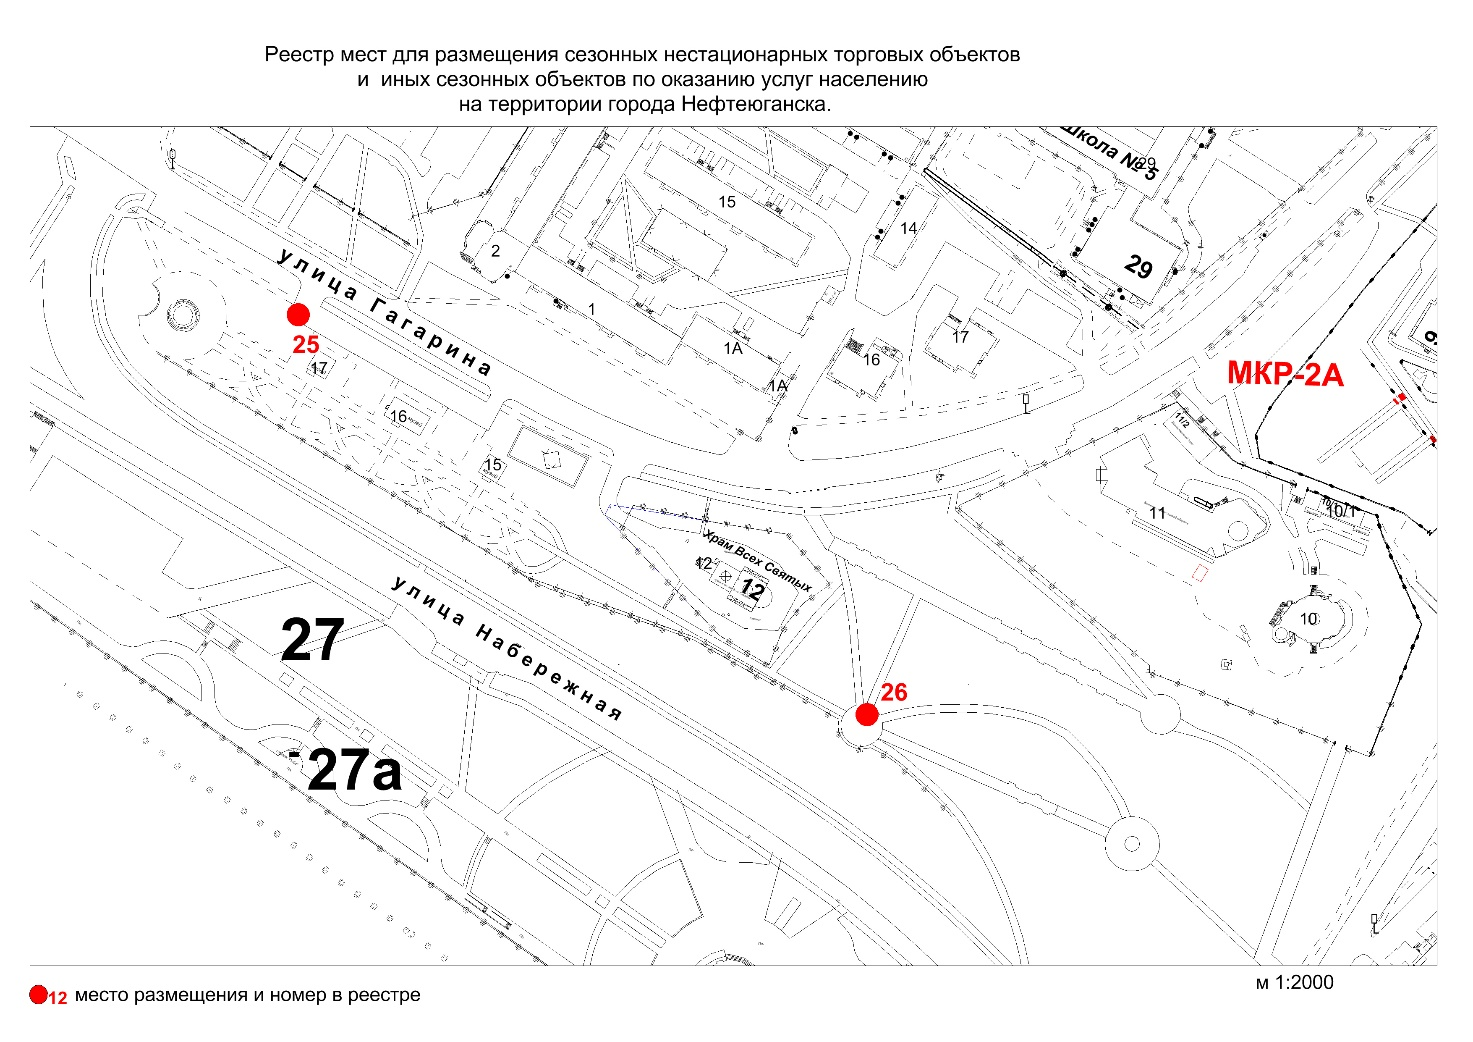 Реестр мест для размещения сезонных нестационарных торговых объектов
и иных сезонных объектов по оказанию услуг населению
на территории города Нефтеюганска.
Школа № 5
29
15
14
2
29
улица Гагарина
1
25
1А
17
16
17
1А
МКР-2А
16
11/2
15
11
10/1
Храм Всех Святых
12
12
улица Набережная
27
10
26
27а
м 1:2000
12 место размещения и номер в реестре